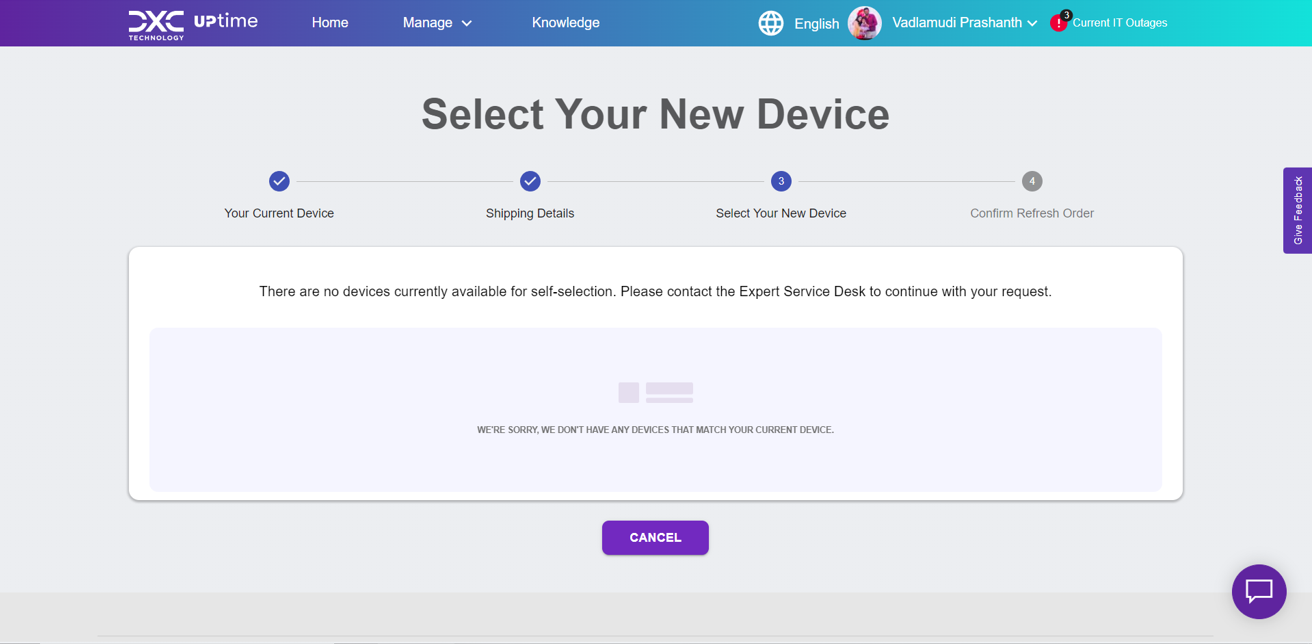 DXC TECHNOLOGY UPtime
Home
Manage
Knowledge
English
Vadlamudi Prashanth
3
! Current IT Outages
Select Your New Device
3
4
Your Current Device
Shipping Details
Select Your New Device
Confirm Refresh Order
Give Feedback
There are no devices currently available for self-selection. Please contact the Expert Service Desk to continue with your request.
WE'RE SORRY, WE DON'T HAVE ANY DEVICES THAT MATCH YOUR CURRENT DEVICE.
CANCEL